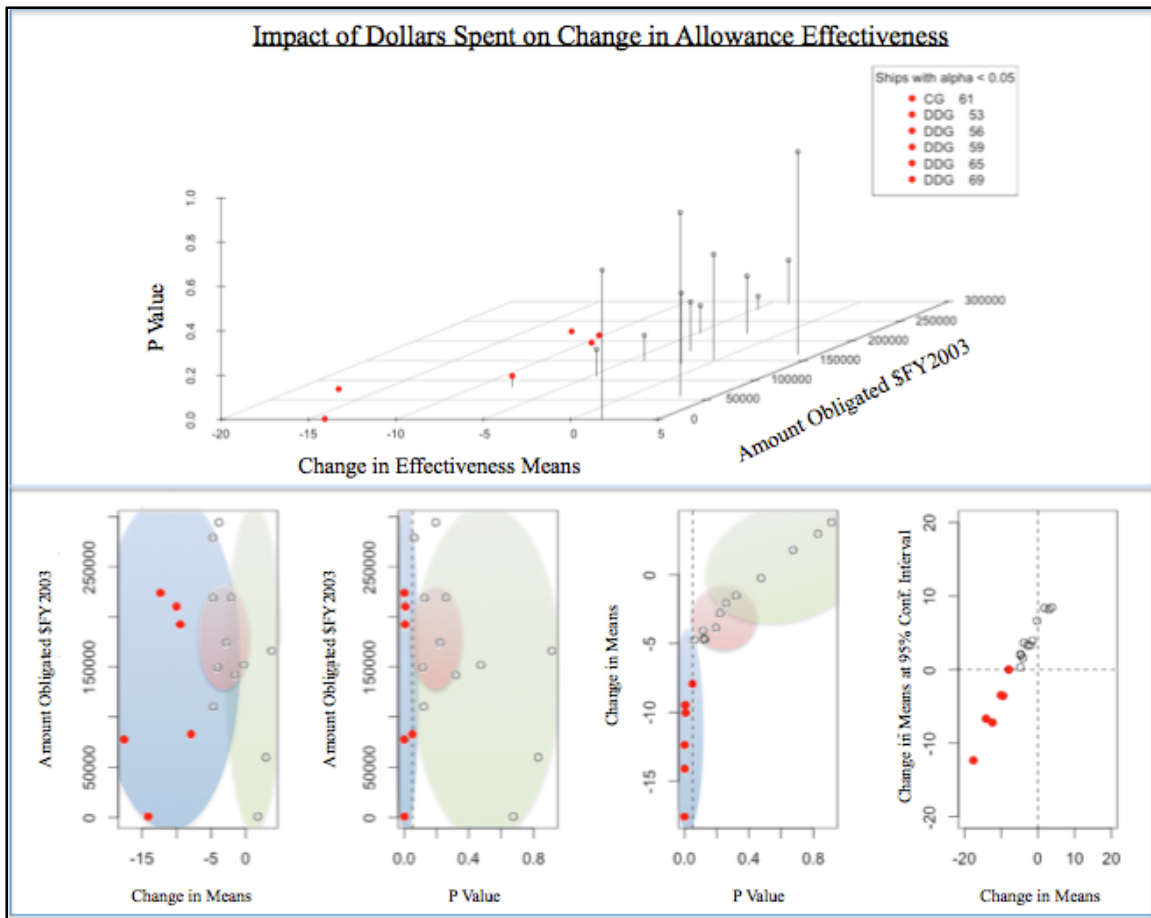 Impact of Dollars Spent on Change in Allowance Effectiveness
Ships with alpha < 0.05
CG 61
DDG 53
DDG 56
DDG 59
DDG 65
DDG 69
P Value
1.0
0.8
0.6
0.4
0.2
0.0
-20
-15
-10
-5
0
5
Change in Effectiveness Means
0
50000
100000
150000
200000
250000
300000
Amount Obligated $FY2003
Amount Obligated $FY2003
250000
150000
50000
0
-15
-5
0
Change in Means
Amount Obligated $FY2003
250000
150000
50000
0
0.0
0.4
0.8
P Value
Change in Means
0
-5
-10
-15
0.0
0.4
0.8
P Value
Change in Means at 95% Conf. Interval
20
10
0
-10
-20
-20
0
10
20
Change in Means